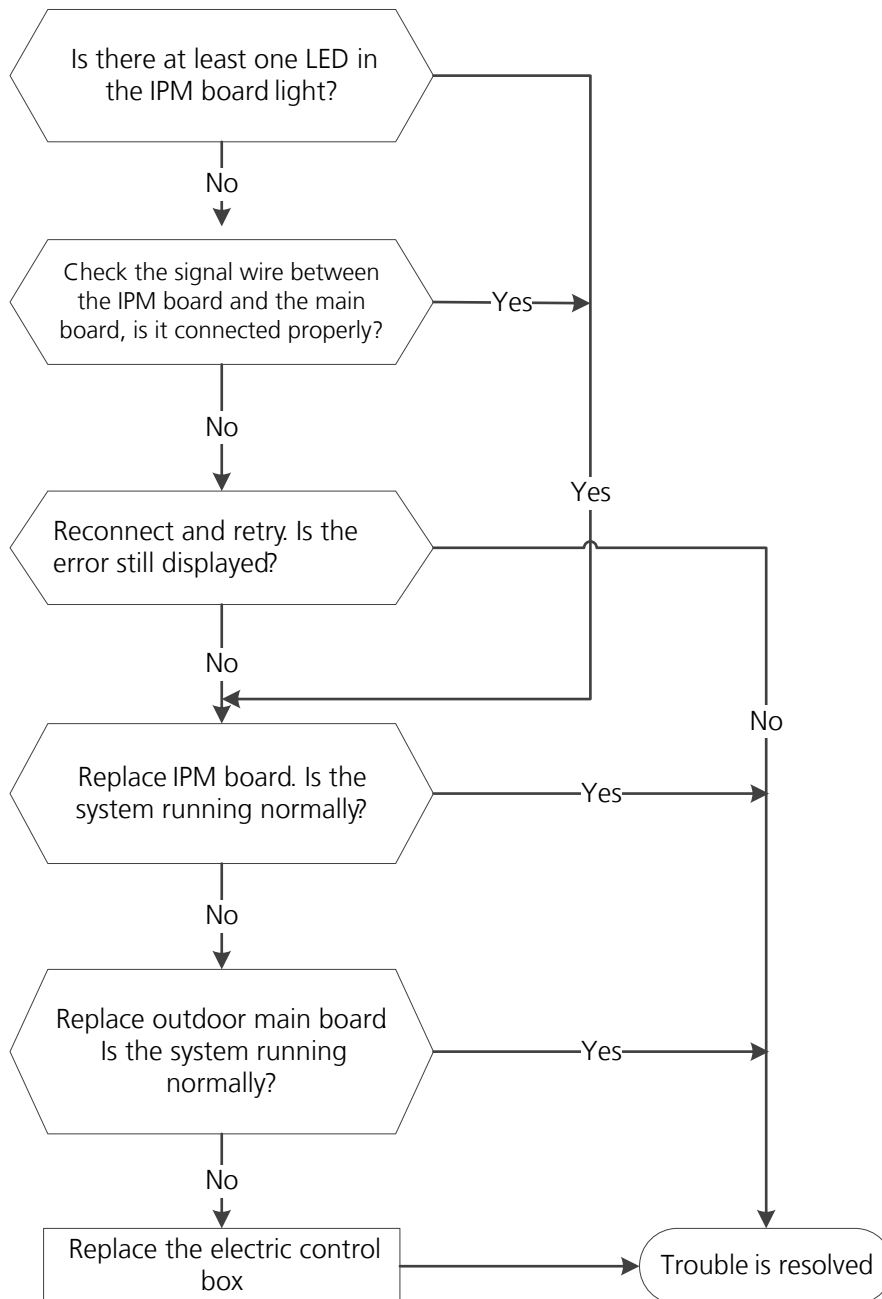 Is there at least one LED in
the IPM board light?
No
Check the signal wire between
the IPM board and the main
board, is it connected properly?
Yes
No
Yes
Reconnect and retry. Is the
error still displayed?
No
No
Replace IPM board. Is the
system running normally?
Yes
No
Replace outdoor main board
Is the system running
normally?
Yes
No
Replace the electric control
box
Trouble is resolved